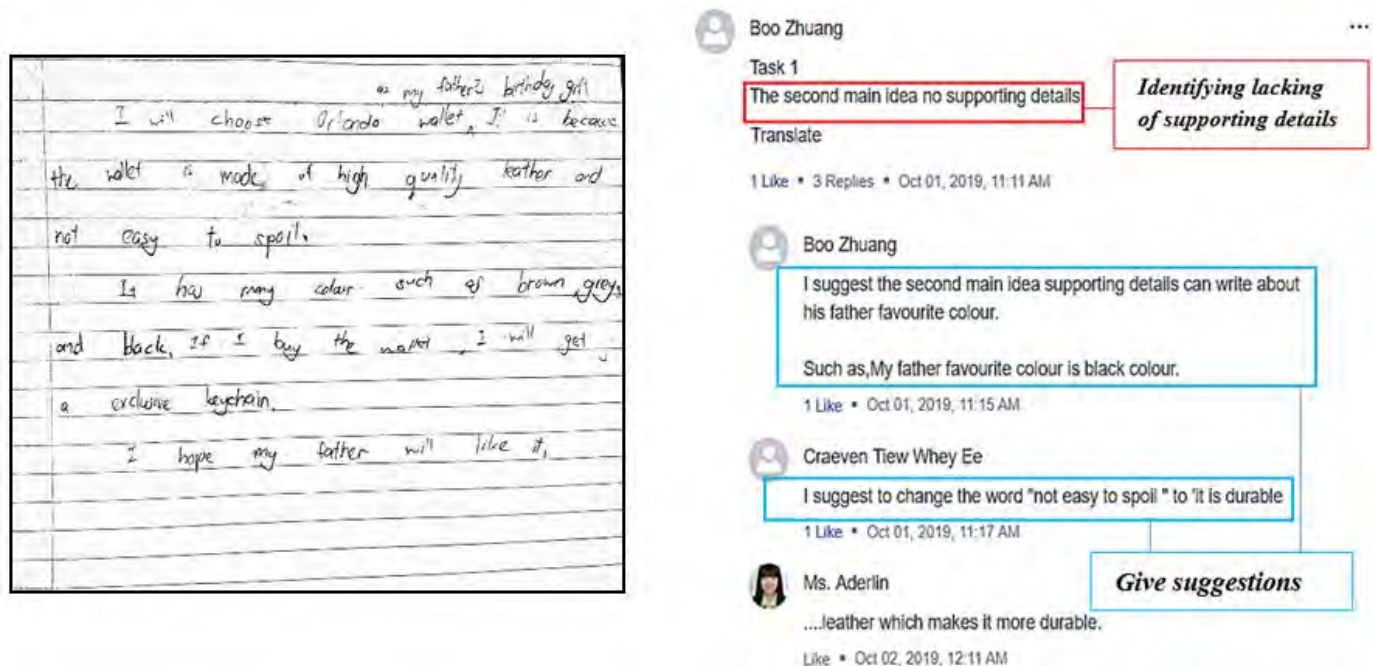 as my father's birthday gift
I will choose Orlando wallet, It is because
the wallet is made of high quality leather and
not easy to spoil.
It has many colour such as brown, grey,
and black, If I buy the wallet, I will get
a exclusive keychain.
I hope my father will like it,
Boo Zhuang
...
Task 1
The second main idea no supporting details
Translate
1 Like • 3 Replies • Oct 01, 2019, 11:11 AM
Identifying lacking
of supporting details
Boo Zhuang
I suggest the second main idea supporting details can write about
his father favourite colour.
Such as,My father favourite colour is black colour.
1 Like • Oct 01, 2019, 11:15 AM
Craeven Tiew Whey Ee
I suggest to change the word "not easy to spoil " to 'it is durable
1 Like • Oct 01, 2019, 11:17 AM
Give suggestions
Ms. Aderlin
....leather which makes it more durable.
Like • Oct 02, 2019, 12:11 AM